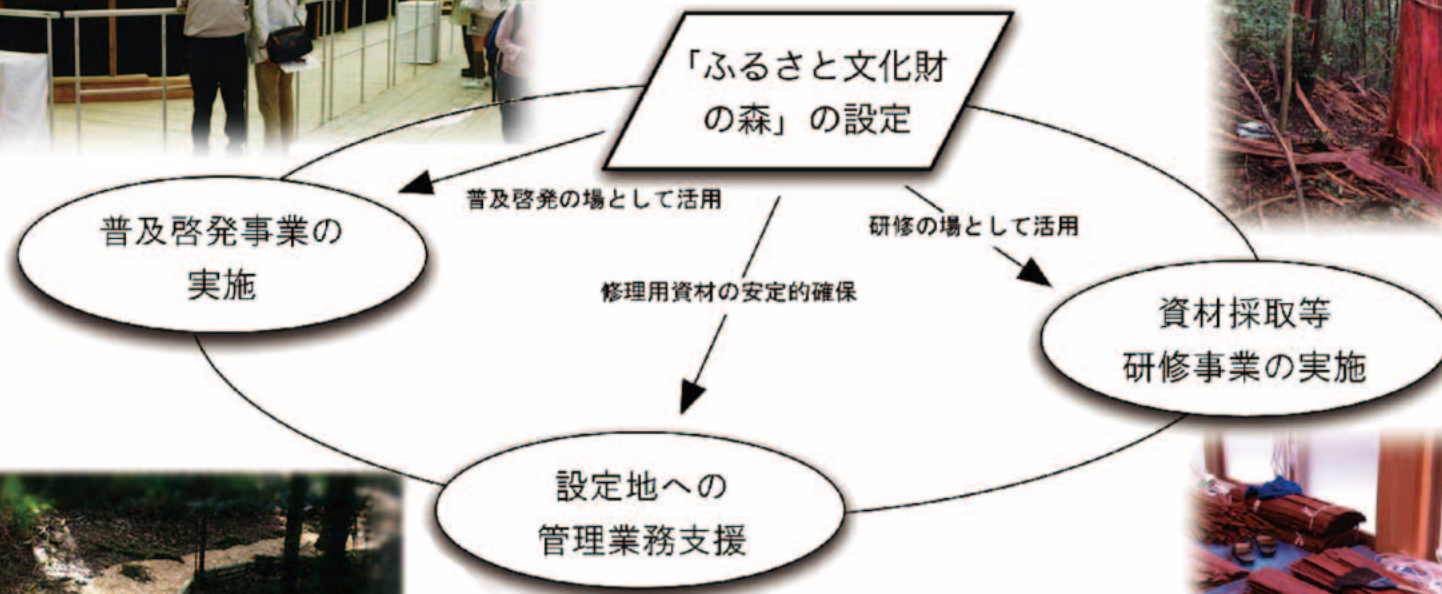 「ふるさと文化財
の森」の設定
普及啓発の場として活用
研修の場として活用
普及啓発事業の
実施
修理用資材の安定的確保
資材採取等
研修事業の実施
設定地への
管理業務支援